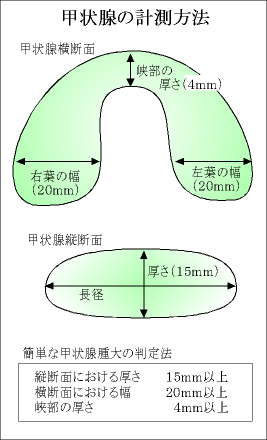 甲状腺の計測方法
甲状腺横断面
峡部の
厚さ(4mm)
右葉の幅
(20mm)
左葉の幅
(20mm)
甲状腺縦断面
厚さ(15mm)
長径
簡単な甲状腺腫大の判定法
縦断面における厚さ 15mm以上
横断面における幅 20mm以上
峡部の厚さ 4mm以上